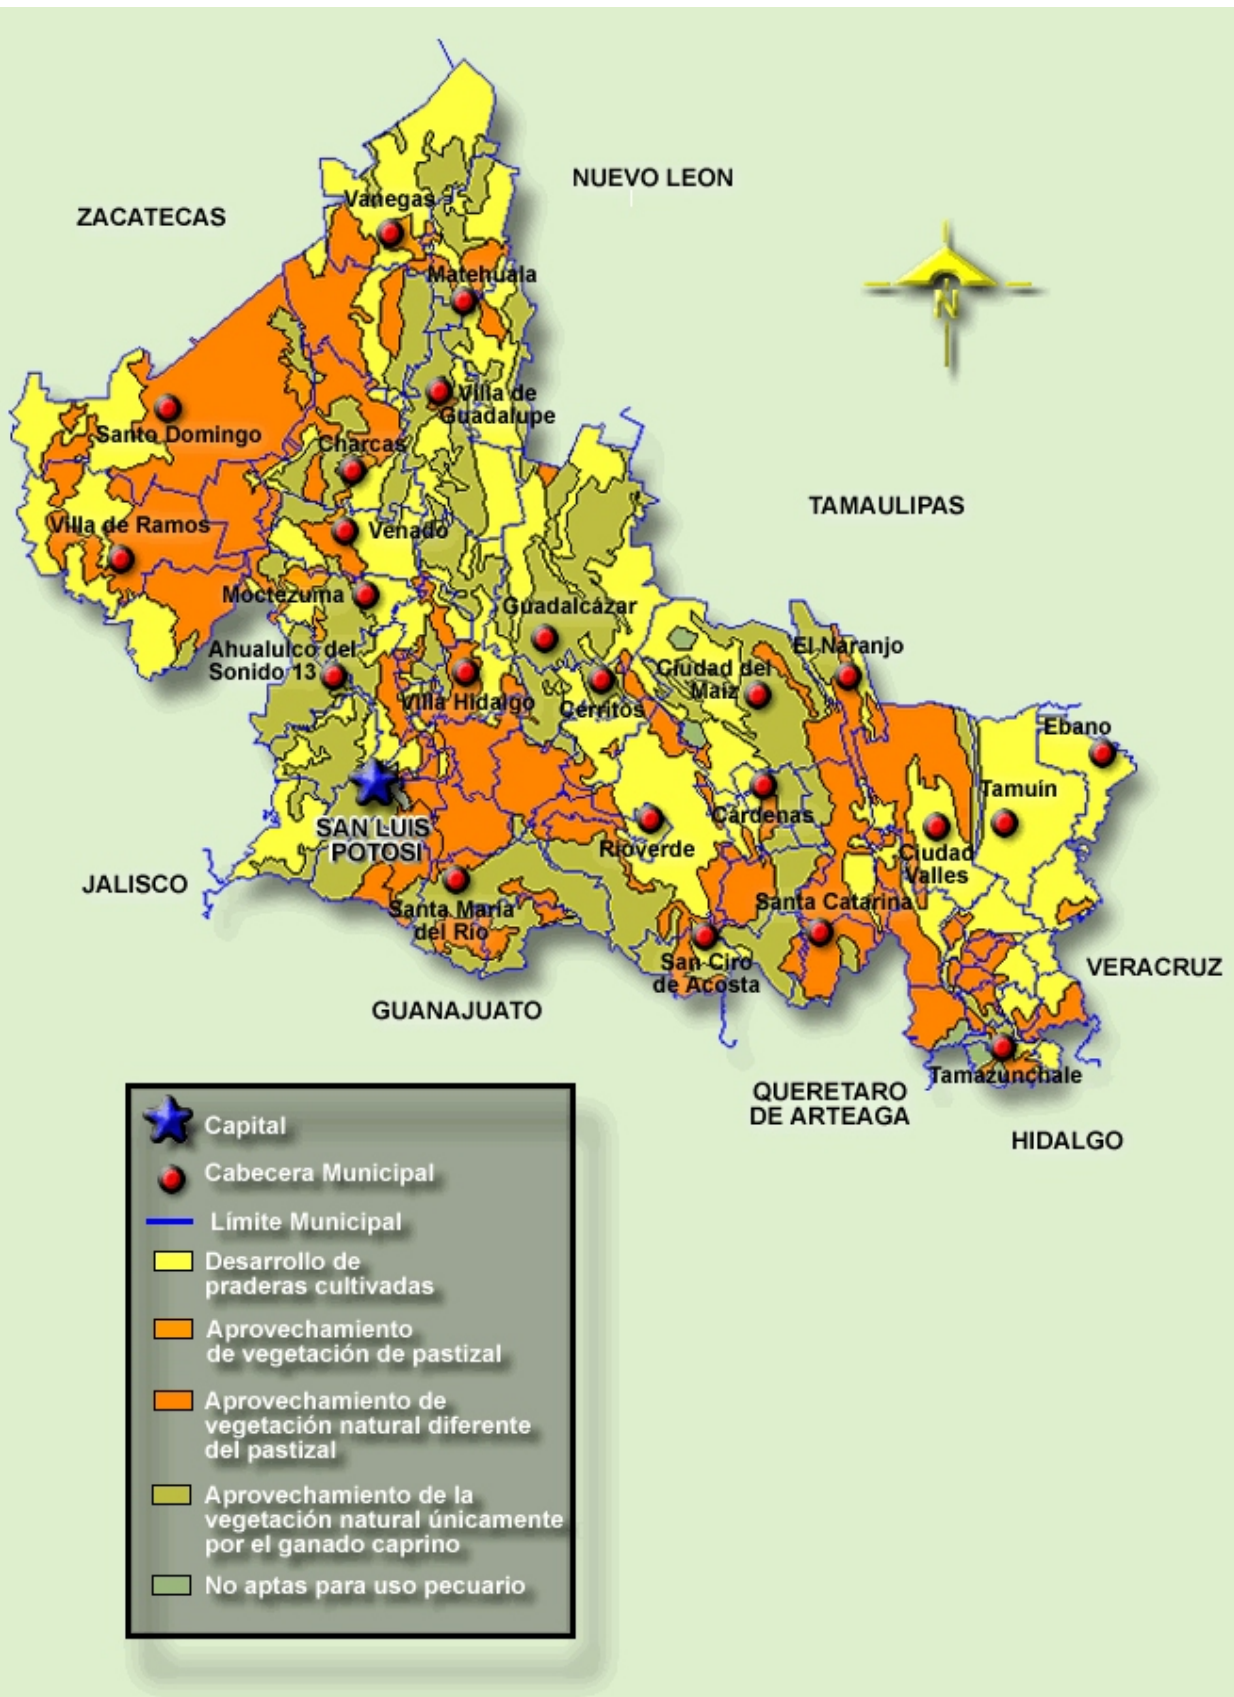 NUEVO LEON
ZACATECAS
Vanegas
Matehuala
Villa de
Guadalupe
Santo Domingo
Charcas
TAMAULIPAS
Villa de Ramos
Venado
Moctezuma
Guadalcázar
Ahualulco del
Sonido 13
El Naranjo
Ciudad del
Maíz
Villa Hidalgo
Cerritos
Ebano
Tamuín
Cárdenas
SAN LUIS
POTOSI
Rioverde
Ciudad
Valles
JALISCO
Santa María
del Río
Santa Catarina
San Ciro
de Acosta
VERACRUZ
GUANAJUATO
Tamazunchale
QUERETARO
DE ARTEAGA
HIDALGO
N
Capital
Cabecera Municipal
Límite Municipal
Desarrollo de
praderas cultivadas
Aprovechamiento
de vegetación de pastizal
Aprovechamiento de
vegetación natural diferente
del pastizal
Aprovechamiento de la
vegetación natural únicamente
por el ganado caprino
No aptas para uso pecuario